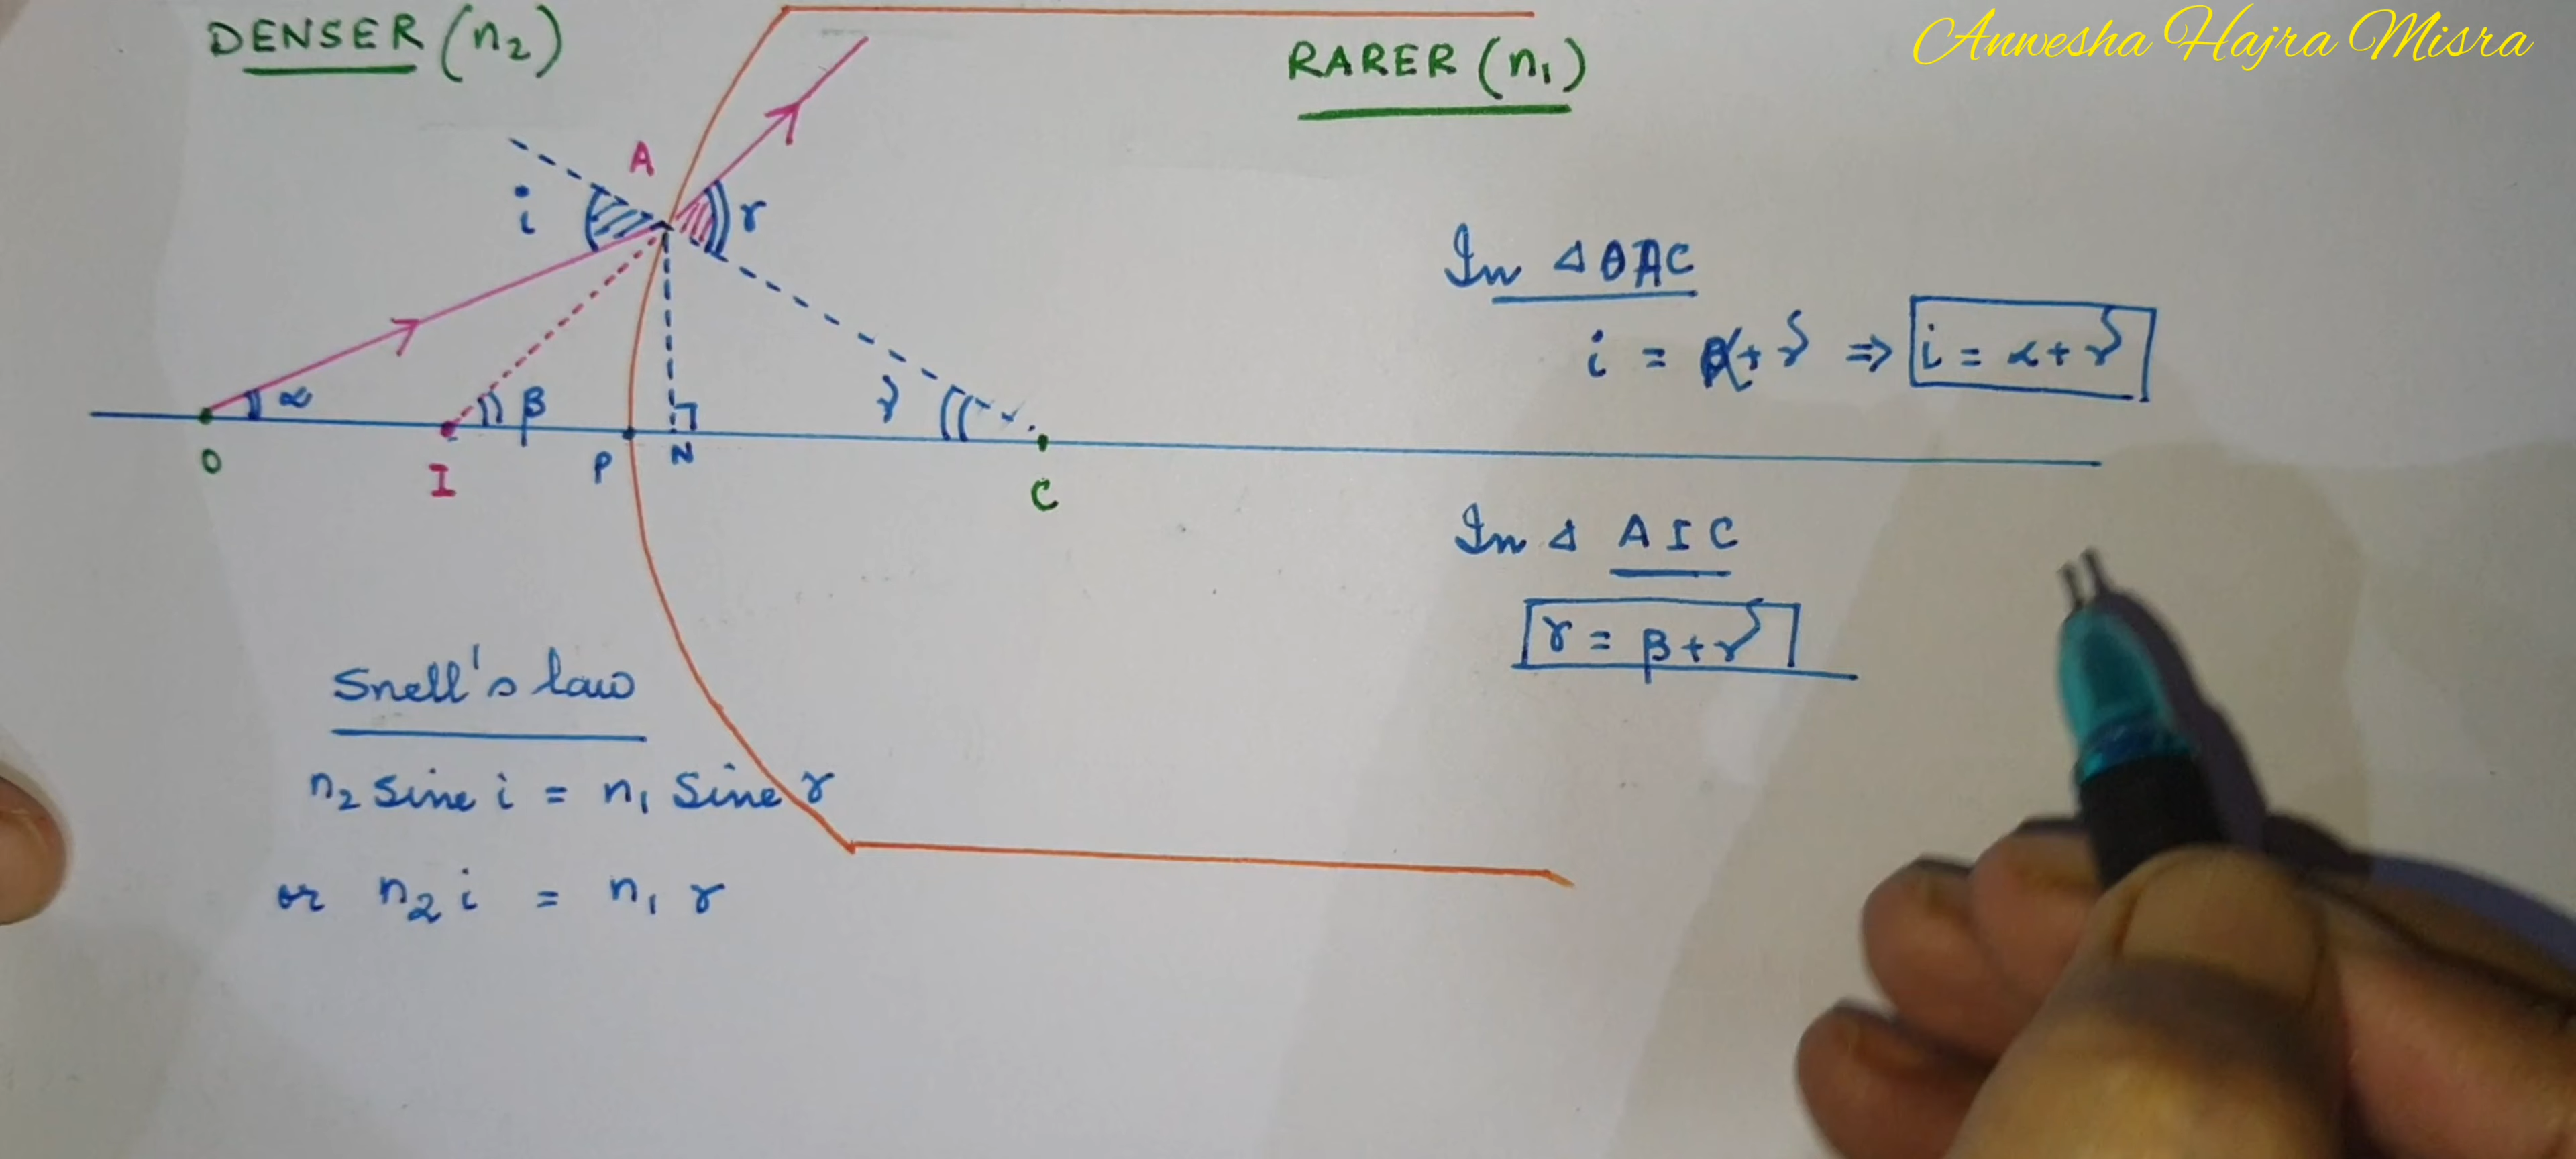 DENSER (n₂)
RARER (n₁)
Anwesha Hajra Misra
A
i
r
α
β
γ
O
I
P
N
C
In △ OAC
i = α + γ ⇒ i = α + γ
In △ AIC
r = β + γ
Snell's law
n₂ Sine i = n₁ Sine r
or n₂ i = n₁ r